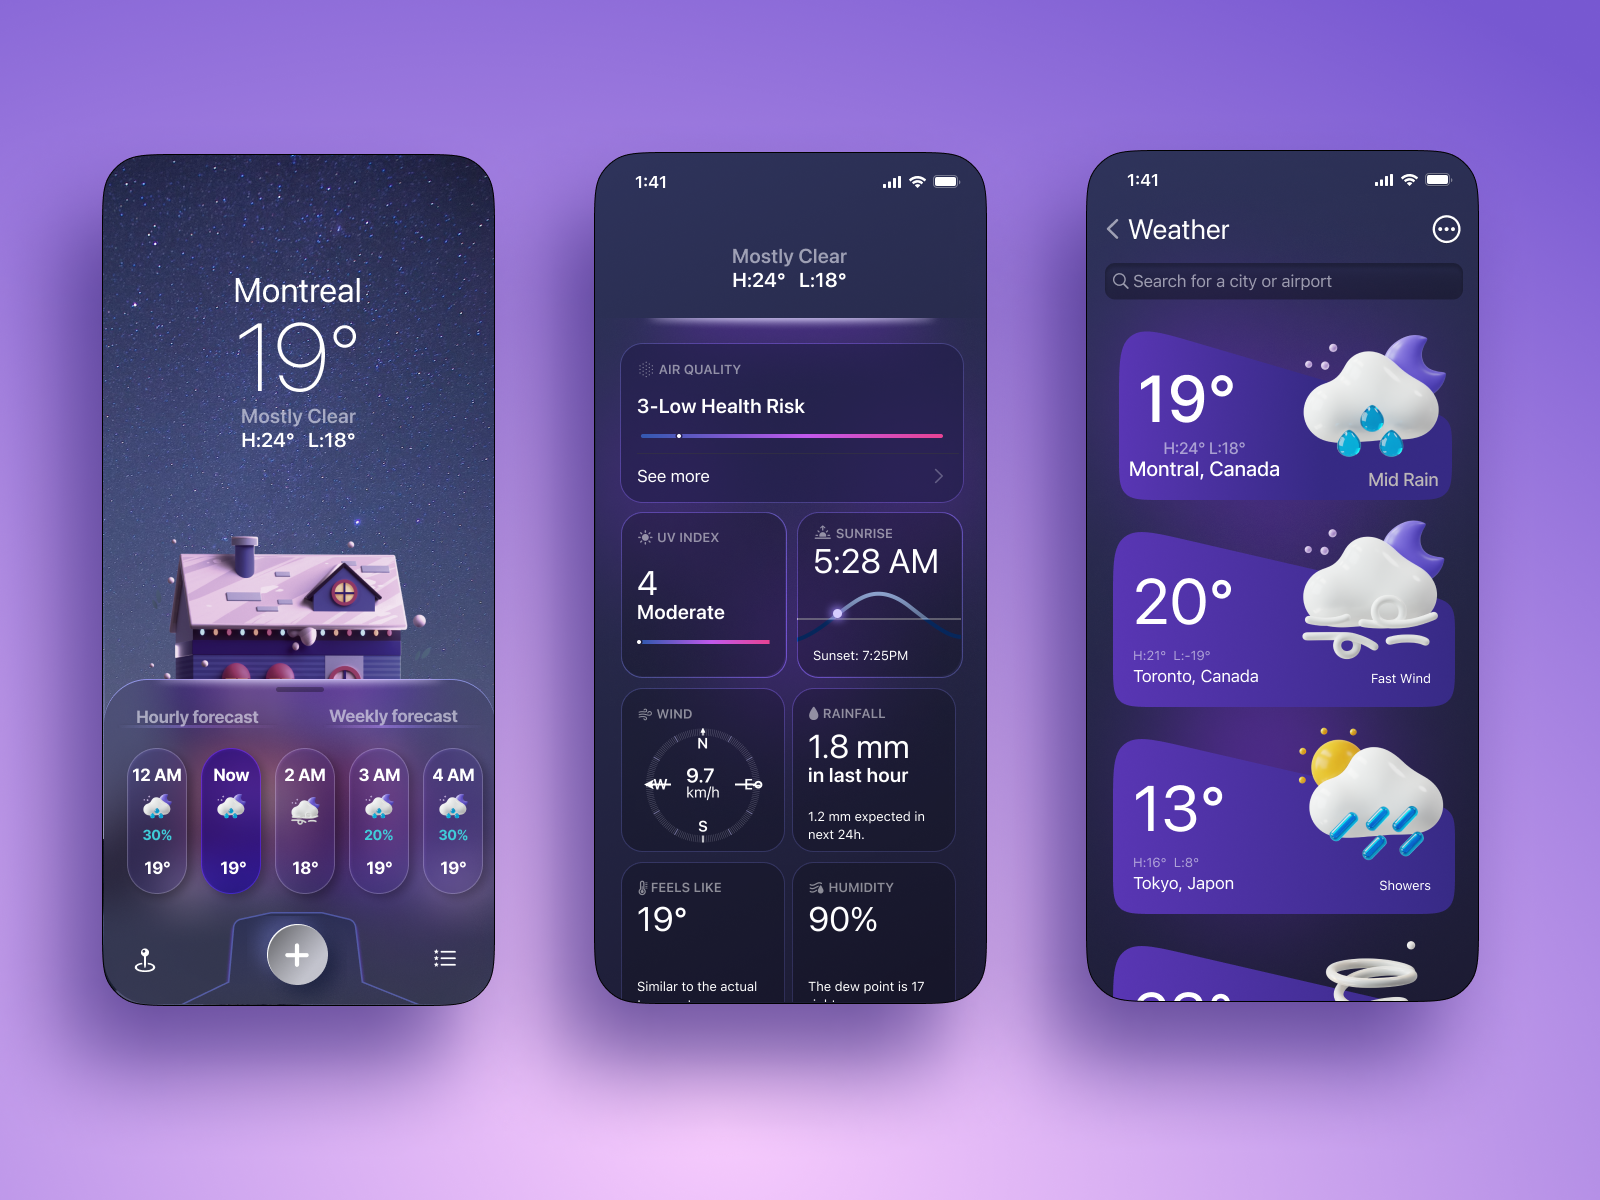 Montreal
19°
Mostly Clear
H:24° L:18°
Hourly forecast
Weekly forecast
12 AM
30%
19°
Now
19°
2 AM
18°
3 AM
20%
19°
4 AM
30%
19°
1:41
Mostly Clear
H:24° L:18°
AIR QUALITY
3-Low Health Risk
See more
UV INDEX
4
Moderate
SUNRISE
5:28 AM
Sunset: 7:25PM
WIND
N
W
9.7
km/h
E
S
RAINFALL
1.8 mm
in last hour
1.2 mm expected in
next 24h.
FEELS LIKE
19°
Similar to the actual
HUMIDITY
90%
The dew point is 17
1:41
Weather
Search for a city or airport
19°
H:24° L:18°
Montral, Canada
Mid Rain
20°
H:21° L:-19°
Toronto, Canada
Fast Wind
13°
H:16° L:8°
Tokyo, Japon
Showers